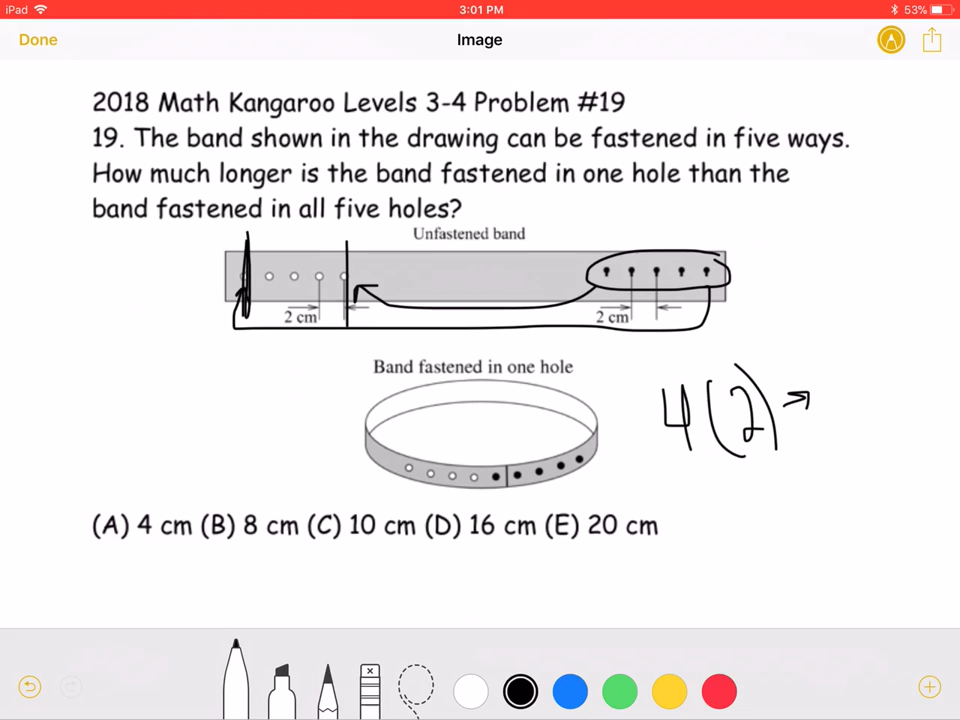 iPad 3:01 PM 53%
Done Image
2018 Math Kangaroo Levels 3-4 Problem #19
19. The band shown in the drawing can be fastened in five ways.
How much longer is the band fastened in one hole than the
band fastened in all five holes?
Unfastened band
2 cm 2 cm
Band fastened in one hole
4(2) →
(A) 4 cm (B) 8 cm (C) 10 cm (D) 16 cm (E) 20 cm